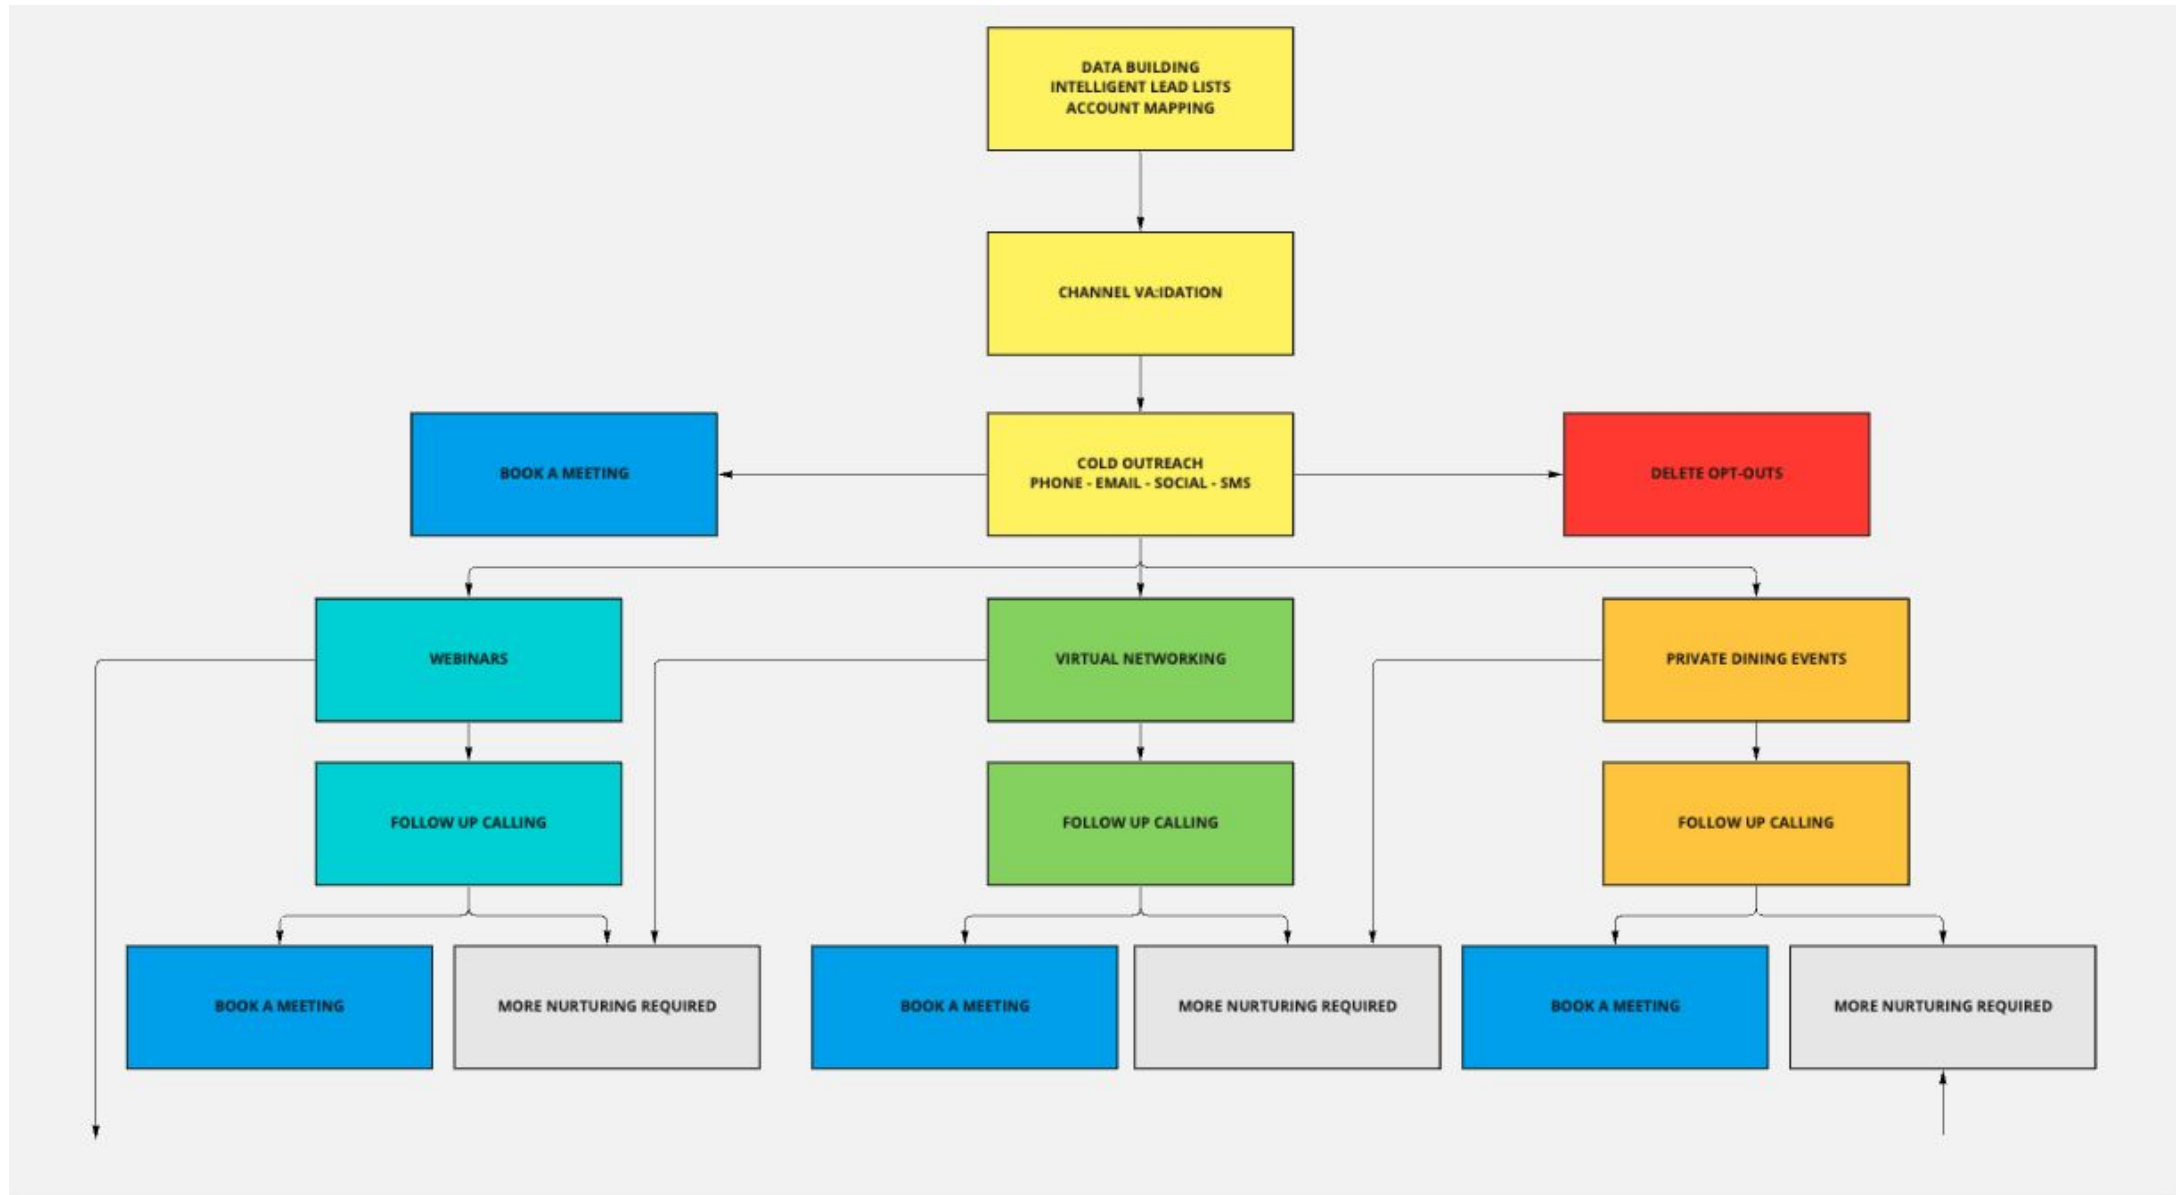 DATA BUILDING
INTELLIGENT LEAD LISTS
ACCOUNT MAPPING
CHANNEL VA:IDATION
BOOK A MEETING
COLD OUTREACH
PHONE - EMAIL - SOCIAL - SMS
DELETE OPT-OUTS
WEBINARS
VIRTUAL NETWORKING
PRIVATE DINING EVENTS
FOLLOW UP CALLING
FOLLOW UP CALLING
FOLLOW UP CALLING
BOOK A MEETING
MORE NURTURING REQUIRED
BOOK A MEETING
MORE NURTURING REQUIRED
BOOK A MEETING
MORE NURTURING REQUIRED